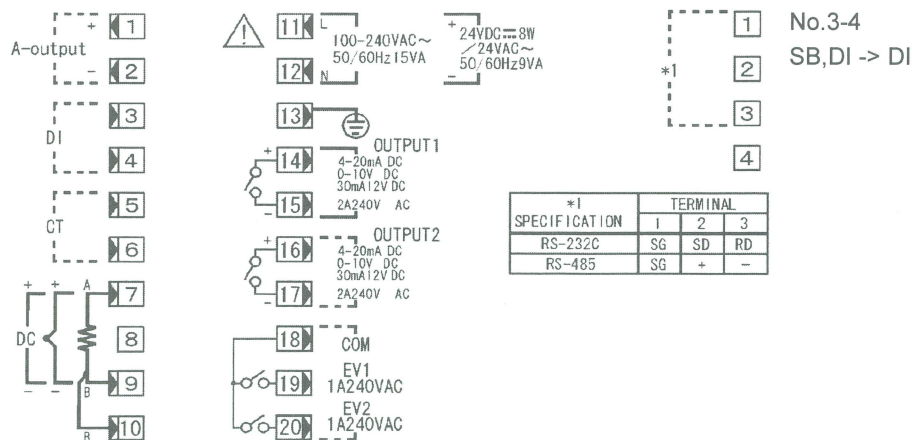 + 1
A-output
- 2
3
DI
4
5
CT
6
+ + A 7
DC 8
- - B 9
B 10
11 L
100-240VAC~
50/60Hz15VA
12 N
+ 24VDC⎓8W
/24VAC~
- 50/60Hz9VA
13
OUTPUT1
+ 14 4-20mA DC
0-10V DC
30mA12V DC
- 15 2A240V AC
OUTPUT2
+ 16 4-20mA DC
0-10V DC
30mA12V DC
- 17 2A240V AC
18 COM
EV1
19 1A240VAC
EV2
20 1A240VAC
1
*1 2
3
4
No.3-4
SB,DI -> DI
*1 TERMINAL
SPECIFICATION 1 2 3
RS-232C SG SD RD
RS-485 SG + -